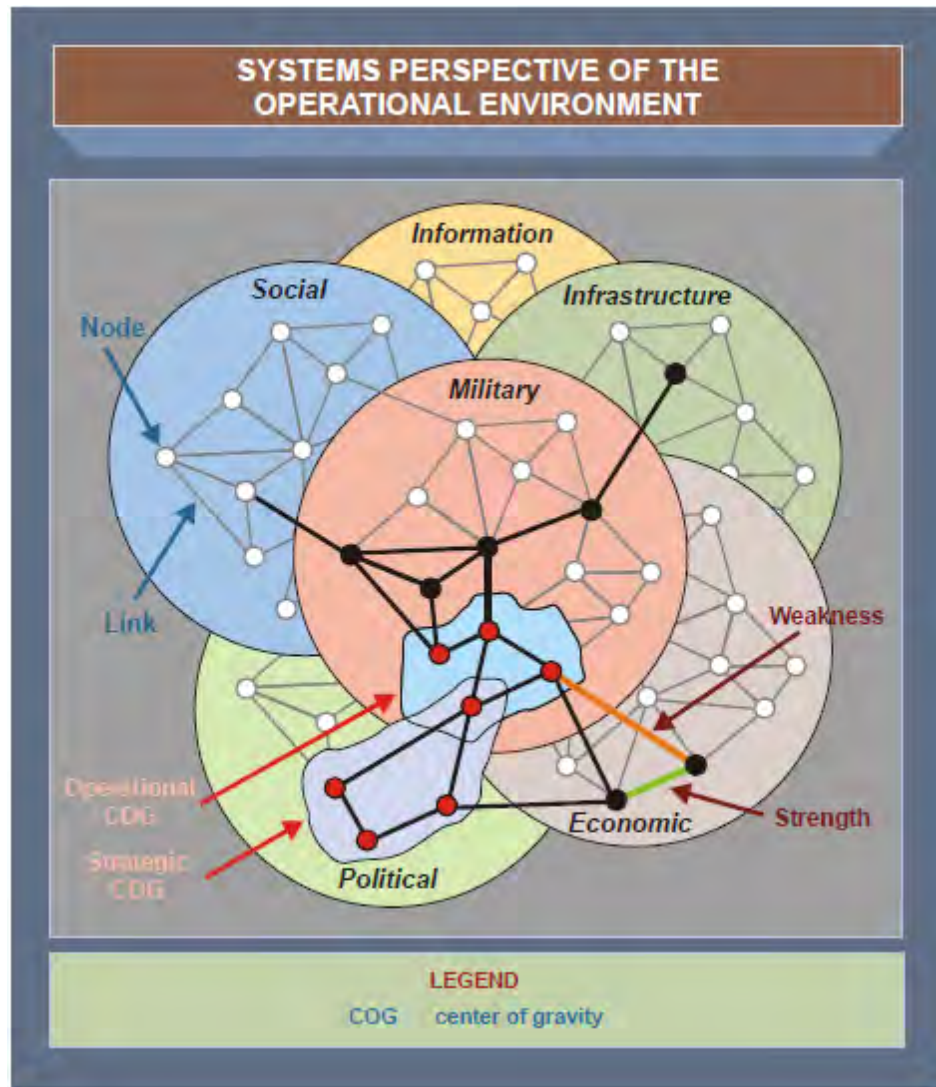 SYSTEMS PERSPECTIVE OF THE
OPERATIONAL ENVIRONMENT
Information
Social
Infrastructure
Node
Military
Link
Weakness
Operational
COG
Strategic
COG
Strength
Economic
Political
LEGEND
COG center of gravity